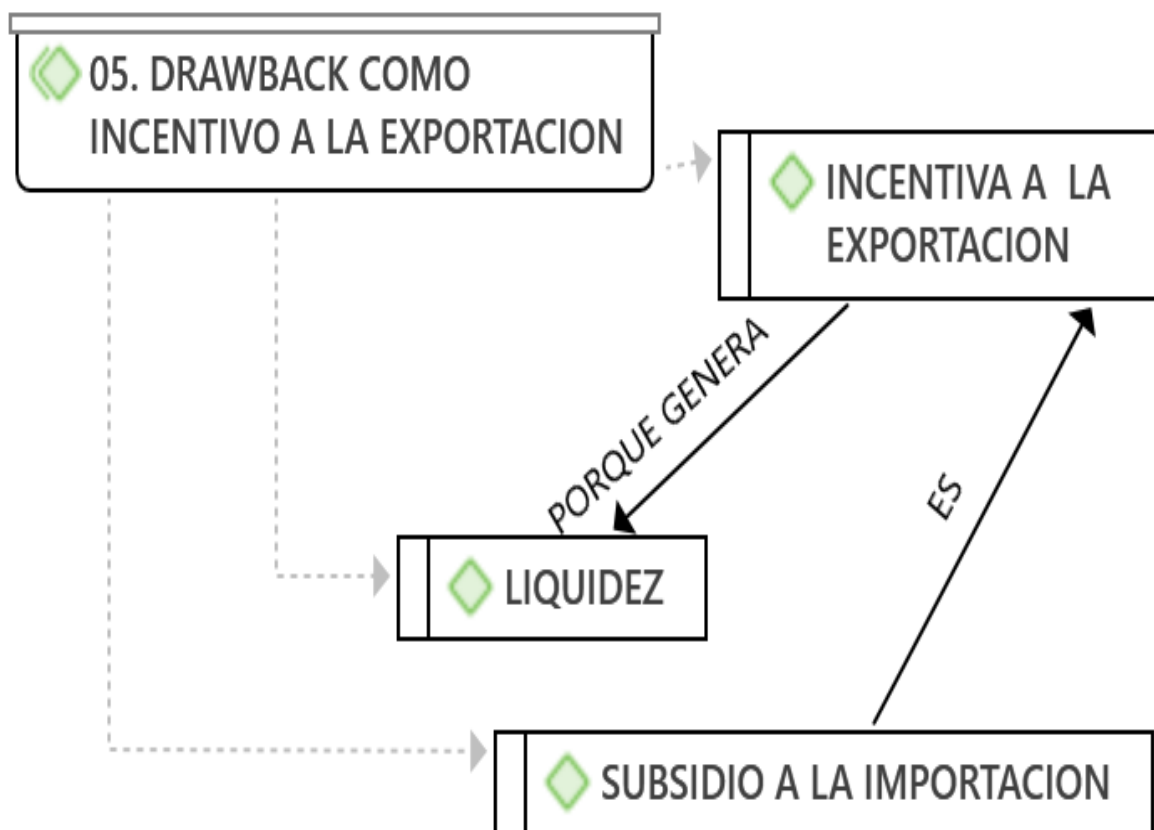 05. DRAWBACK COMO
INCENTIVO A LA EXPORTACION
INCENTIVA A  LA
EXPORTACION
PORQUE GENERA
ES
LIQUIDEZ
SUBSIDIO A LA IMPORTACION